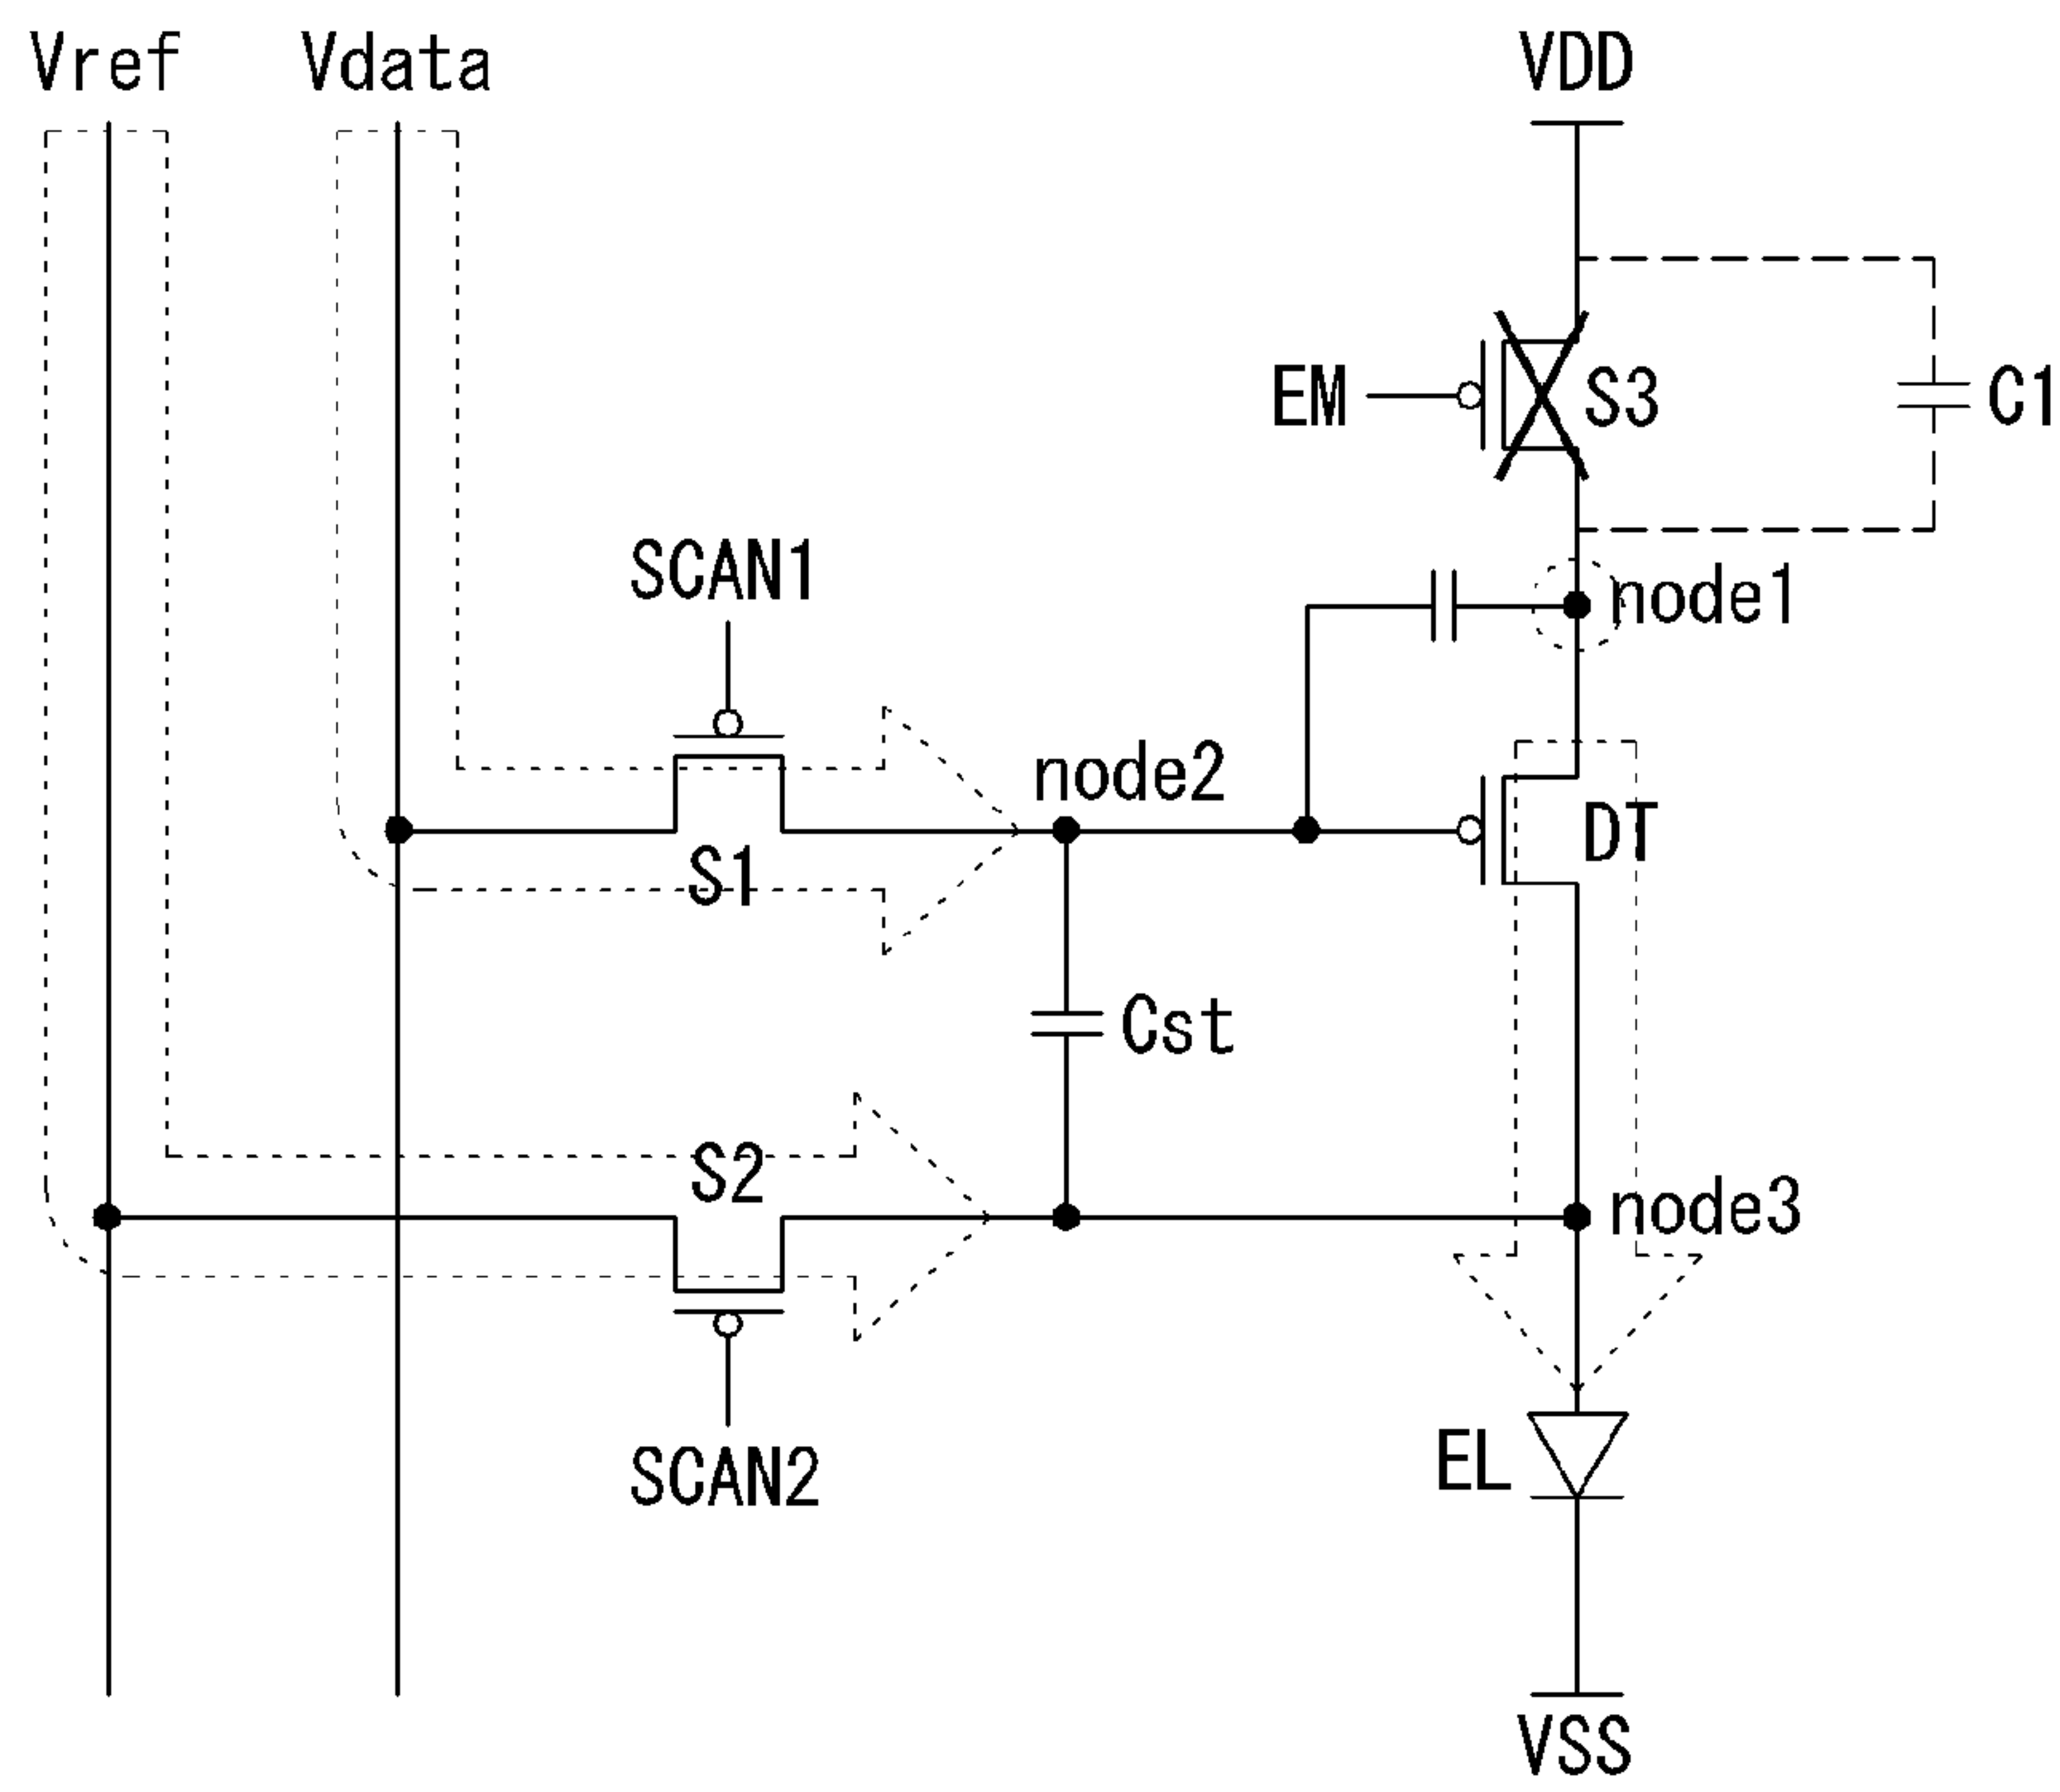 Vref
Vdata
VDD
EM
S3
C1
SCAN1
node1
node2
DT
S1
Cst
S2
node3
EL
SCAN2
VSS